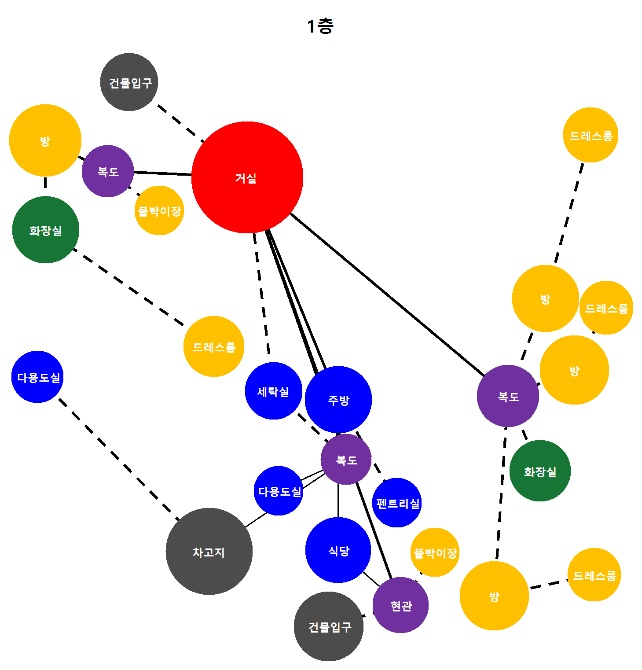 1층
건물입구
드레스룸
방
복도
거실
붙박이장
화장실
방
드레스룸
드레스룸
방
다용도실
세탁실
주방
복도
복도
화장실
다용도실
펜트리실
차고지
식당
붙박이장
드레스룸
방
현관
건물입구